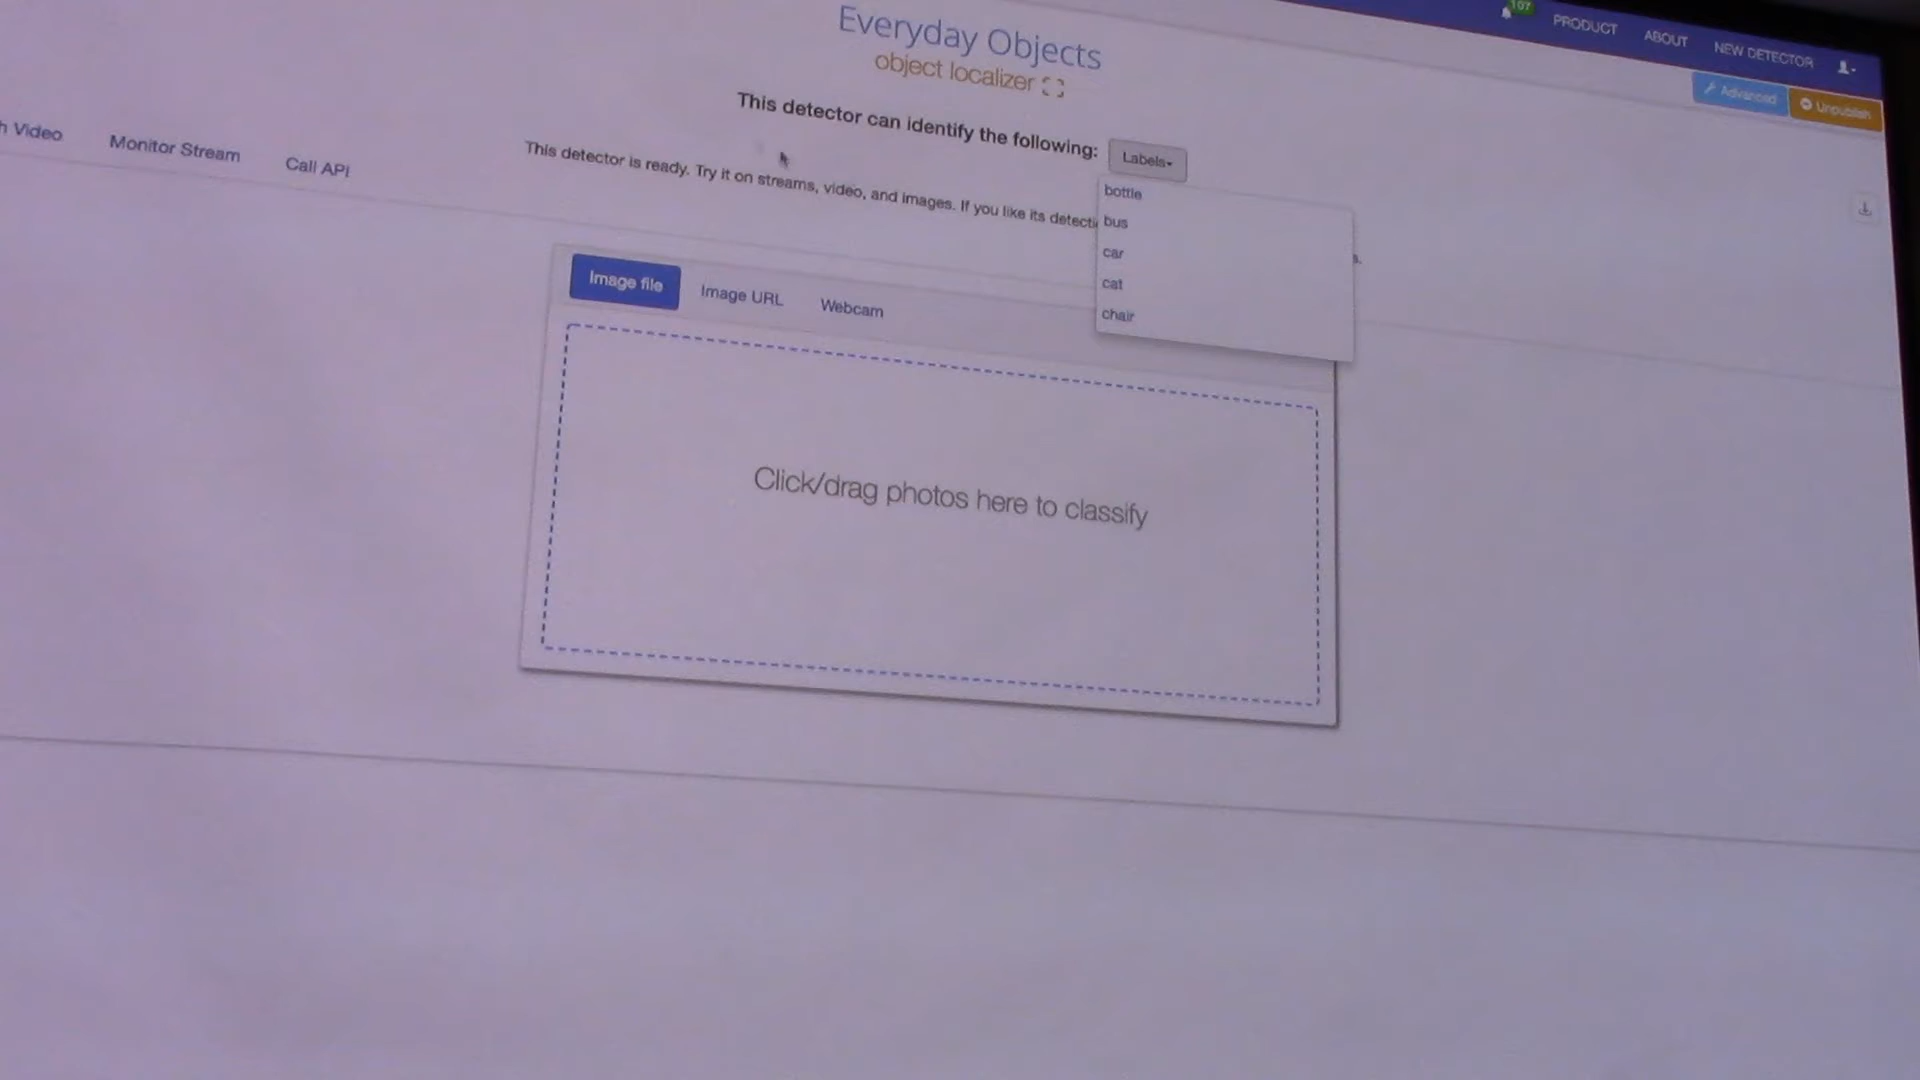 107
PRODUCT
ABOUT
NEW DETECTOR
Advanced
Unpublish
Everyday Objects
object localizer
This detector can identify the following:
Labels
This detector is ready. Try it on streams, video, and images. If you like its
bottle
bus
car
cat
chair
Video
Monitor Stream
Call API
Image file
Image URL
Webcam
Click/drag photos here to classify